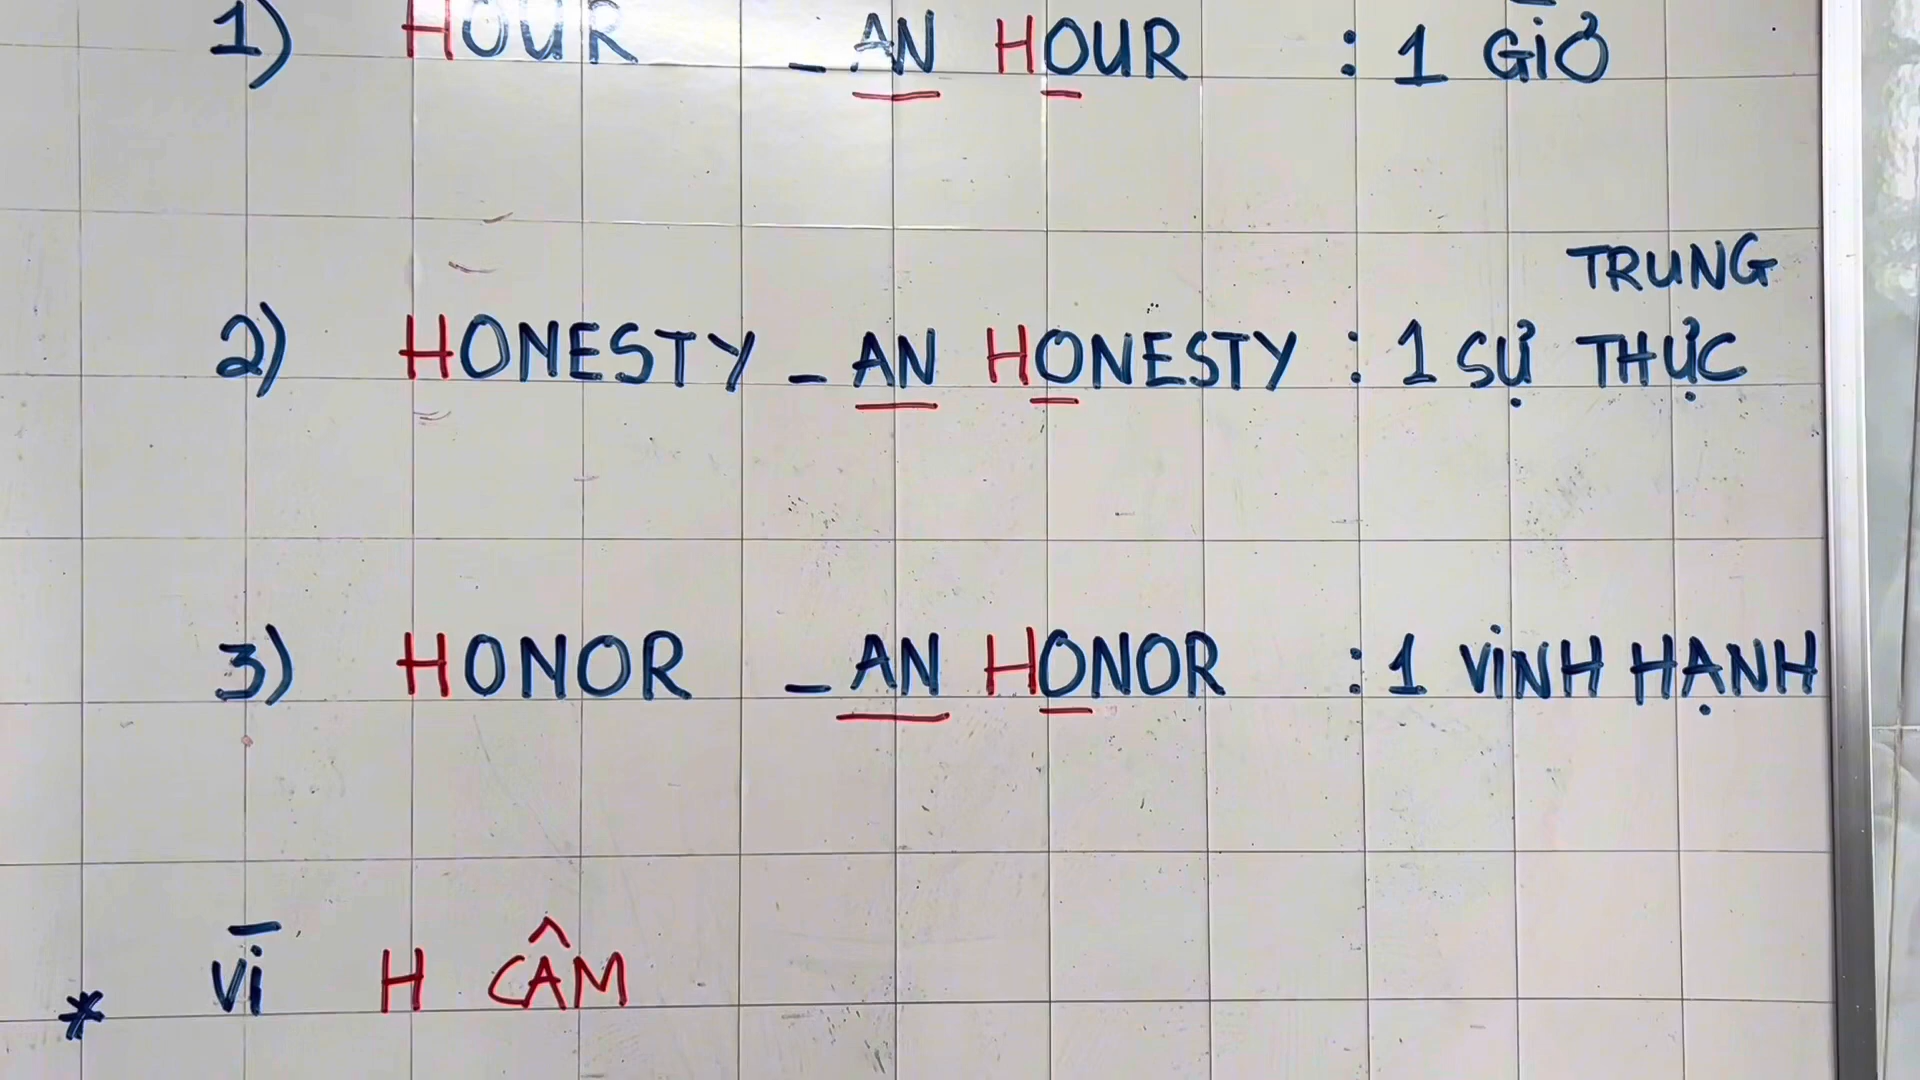 1) HOUR - AN HOUR : 1 GIỜ
TRUNG
2) HONESTY - AN HONESTY : 1 SỰ THỰC
3) HONOR - AN HONOR : 1 VINH HẠNH
* VÌ H CÂM